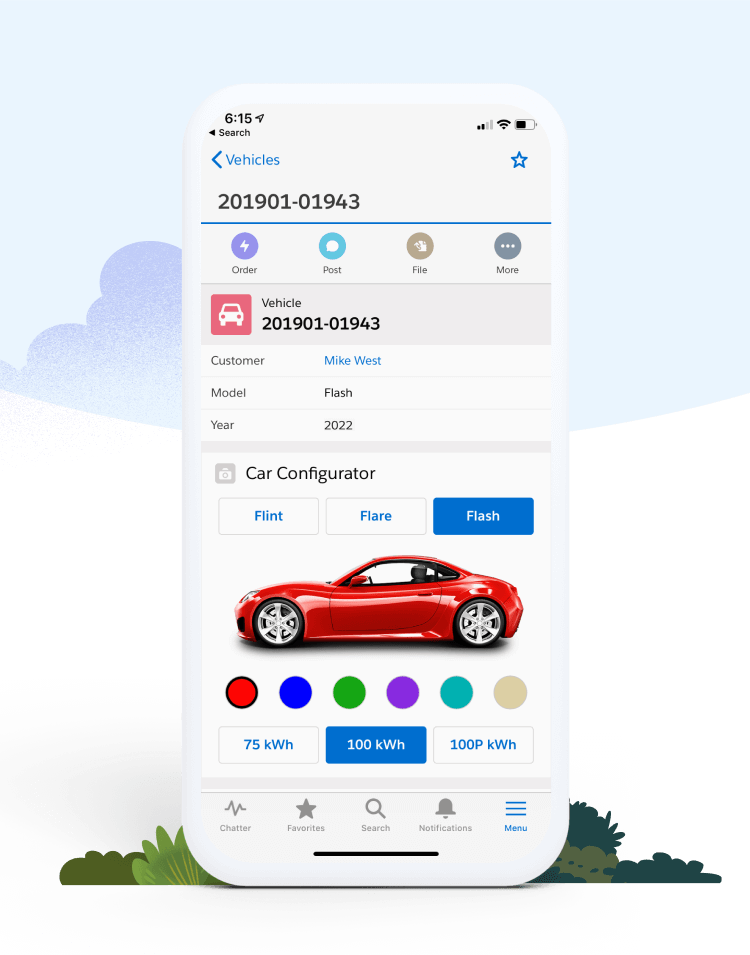 6:15
Search
Vehicles
201901-01943
Order Post File More
Vehicle
201901-01943
Customer Mike West
Model Flash
Year 2022
Car Configurator
Flint Flare Flash
75 kWh 100 kWh 100P kWh
Chatter Favorites Search Notifications Menu